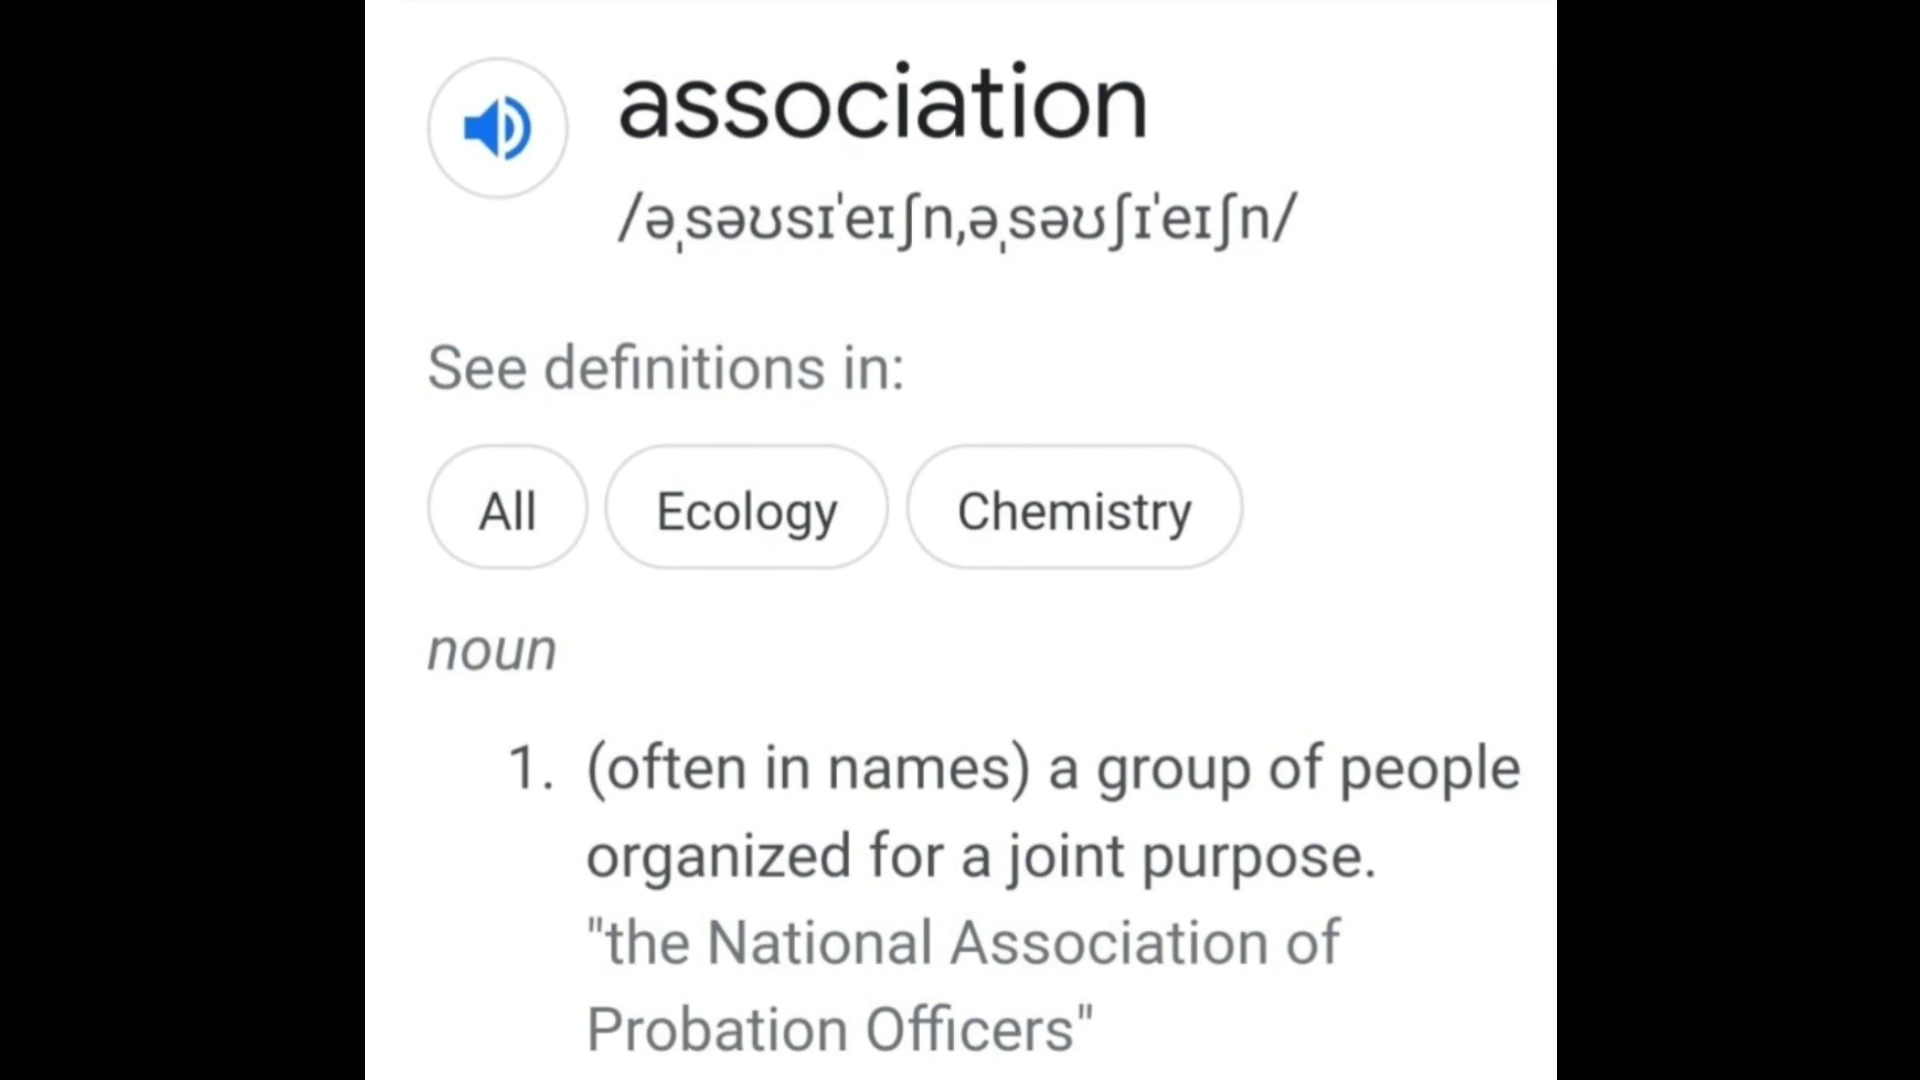 association
/əˌsəʊsɪˈeɪʃn,əˌsəʊʃɪˈeɪʃn/
See definitions in:
All Ecology Chemistry
noun
1. (often in names) a group of people
organized for a joint purpose.
"the National Association of
Probation Officers"